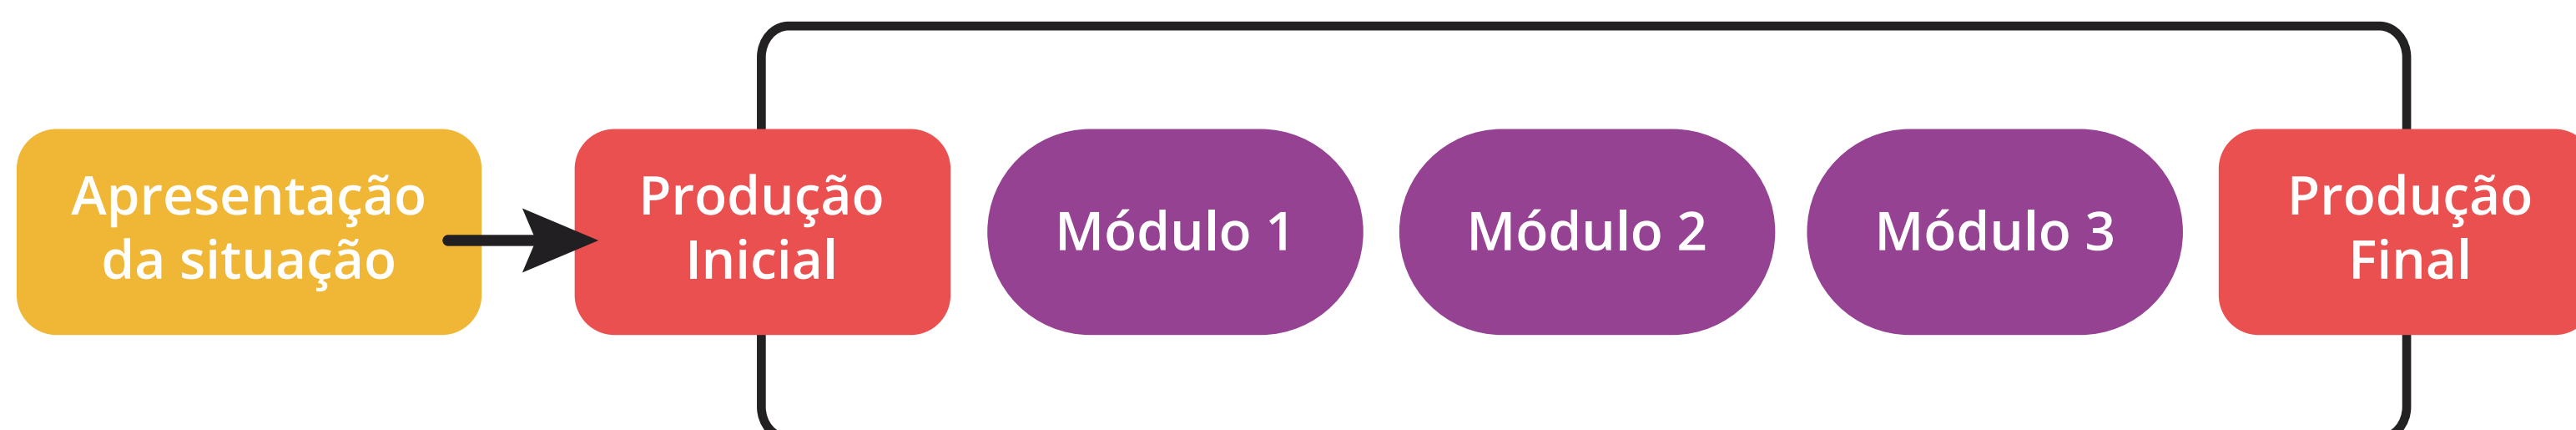 Apresentação
da situação
Produção
Inicial
Módulo 1
Módulo 2
Módulo 3
Produção
Final